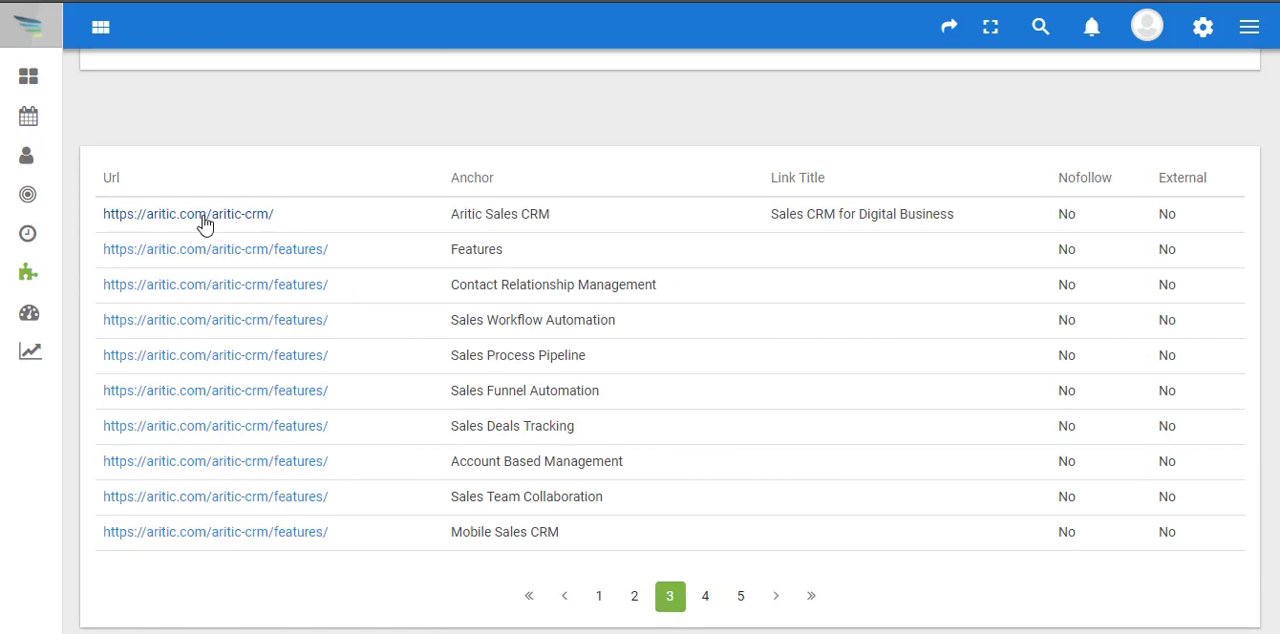 Url Anchor Link Title Nofollow External
https://aritic.com/aritic-crm/ Aritic Sales CRM Sales CRM for Digital Business No No
https://aritic.com/aritic-crm/features/ Features No No
https://aritic.com/aritic-crm/features/ Contact Relationship Management No No
https://aritic.com/aritic-crm/features/ Sales Workflow Automation No No
https://aritic.com/aritic-crm/features/ Sales Process Pipeline No No
https://aritic.com/aritic-crm/features/ Sales Funnel Automation No No
https://aritic.com/aritic-crm/features/ Sales Deals Tracking No No
https://aritic.com/aritic-crm/features/ Account Based Management No No
https://aritic.com/aritic-crm/features/ Sales Team Collaboration No No
https://aritic.com/aritic-crm/features/ Mobile Sales CRM No No
« ‹ 1 2 3 4 5 › »